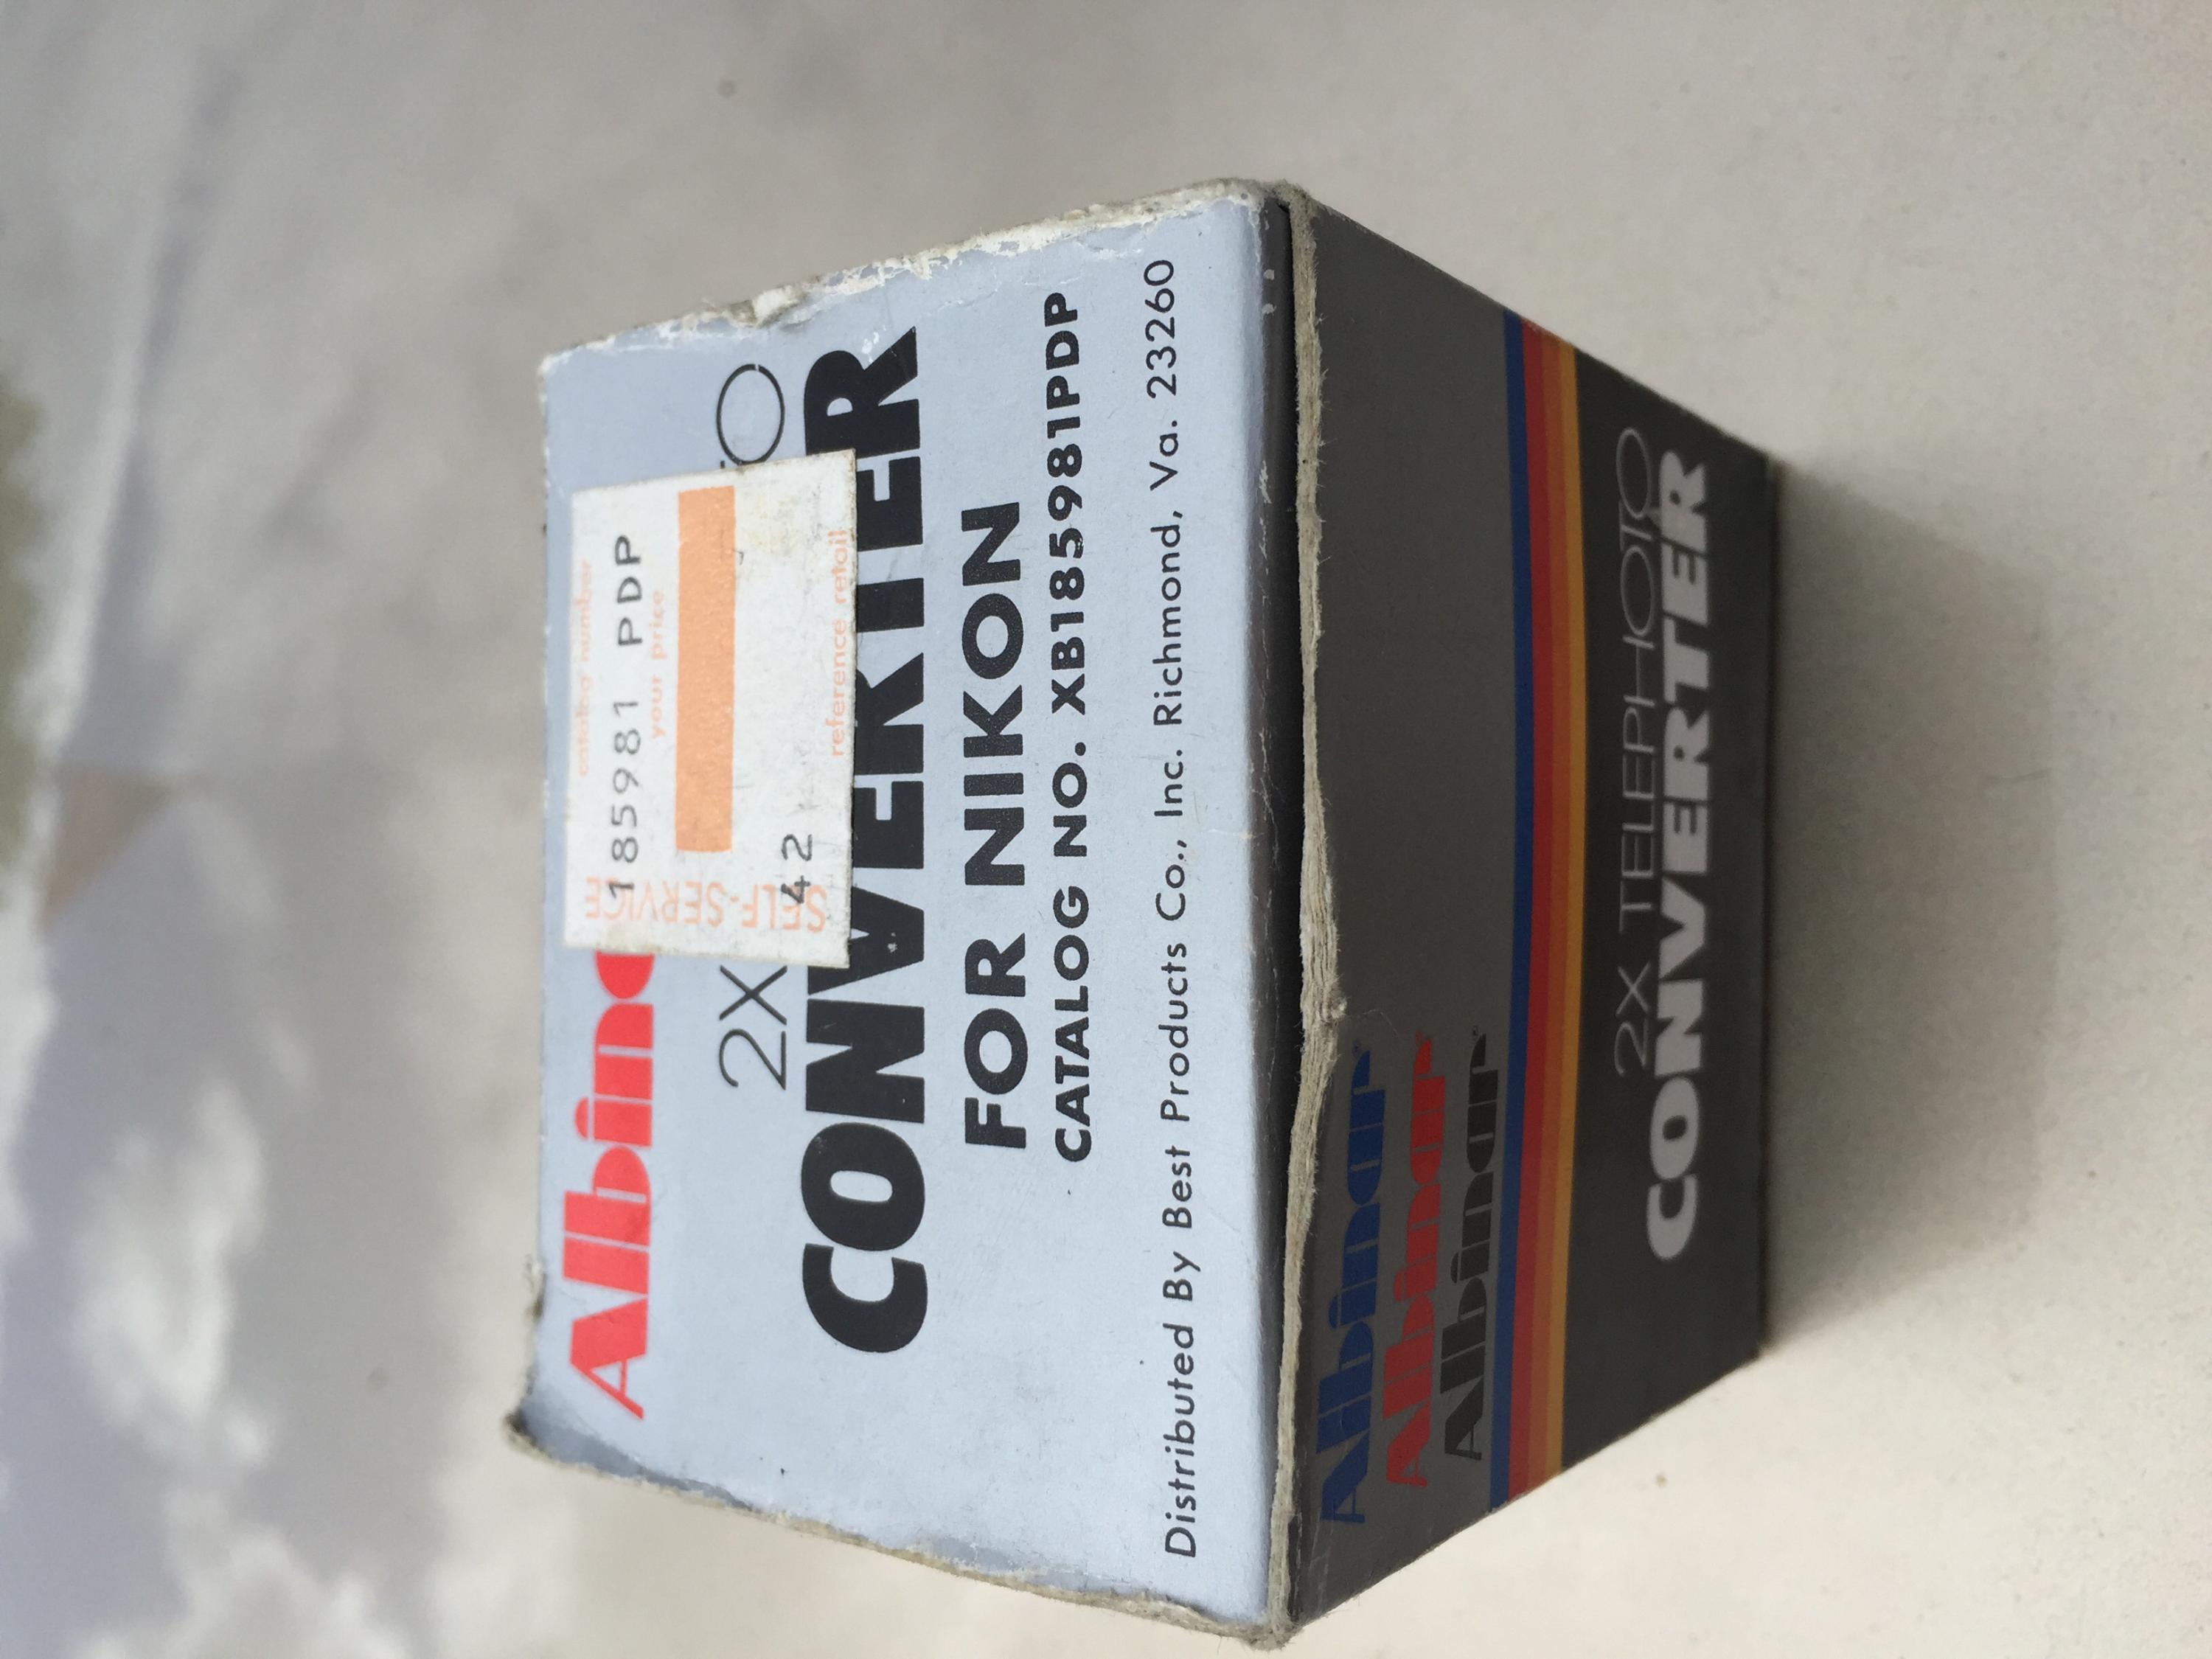 Albinar
2X TO
CONVERTER
FOR NIKON
CATALOG NO. XB185981PDP
Distributed By Best Products Co., Inc. Richmond, Va. 23260
catalog number
185981 PDP
your price
42
reference retail
SELF-SERVICE
Albinar
Albinar
Albinar
2X TELEPHOTO
CONVERTER